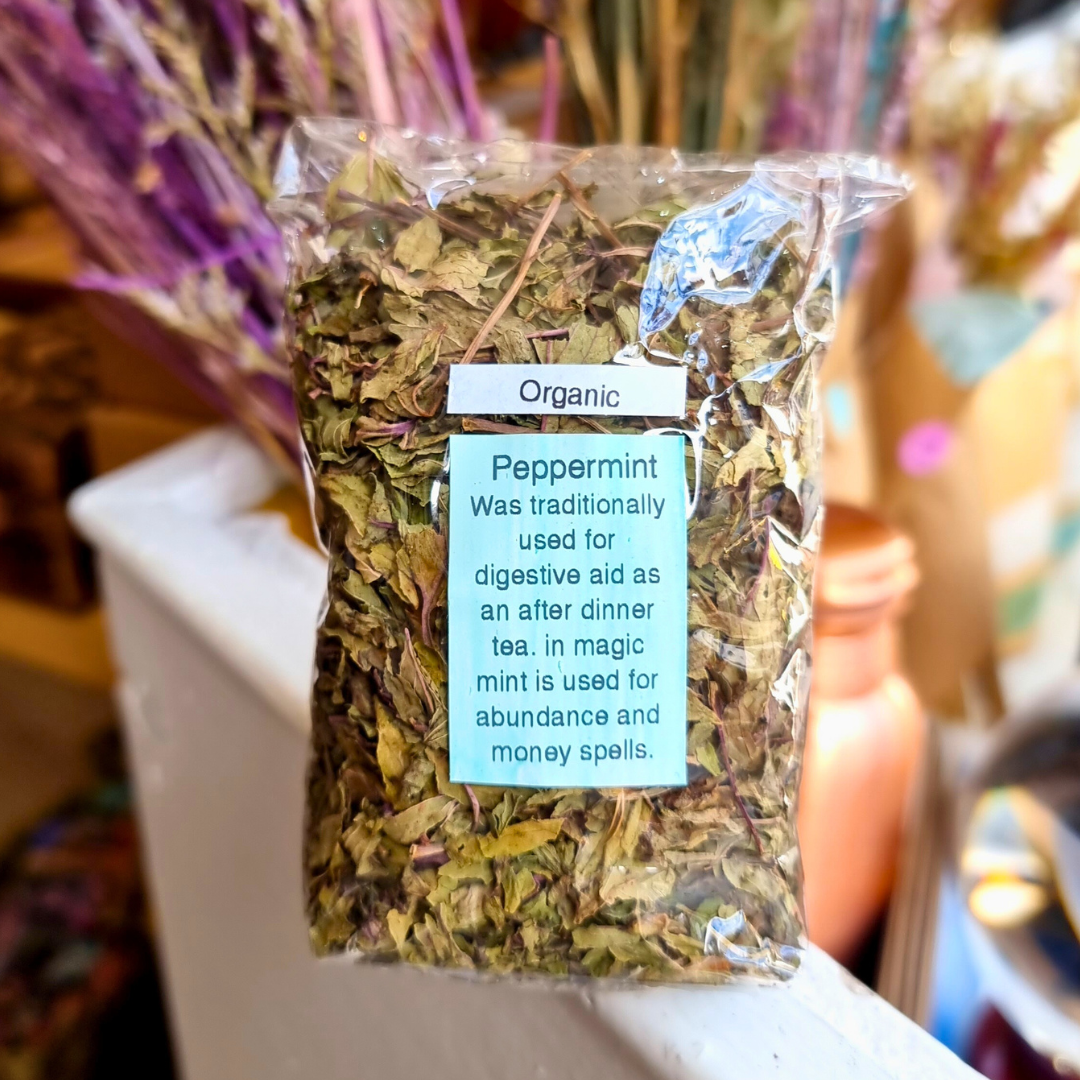 Organic
Peppermint
Was traditionally
used for
digestive aid as
an after dinner
tea. in magic
mint is used for
abundance and
money spells.